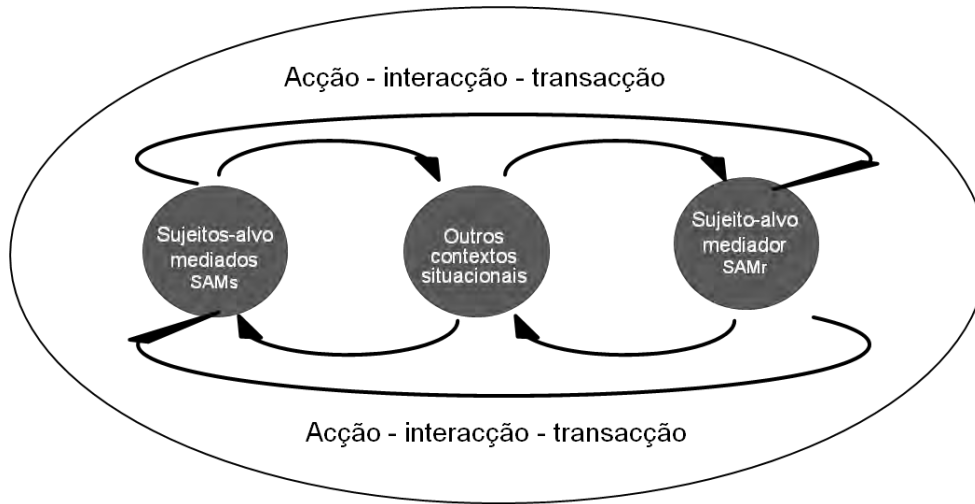 Acção - interacção - transacção
Sujeitos-alvo
mediados
SAMs
Outros
contextos
situacionais
Sujeito-alvo
mediador
SAMr
Acção - interacção - transacção